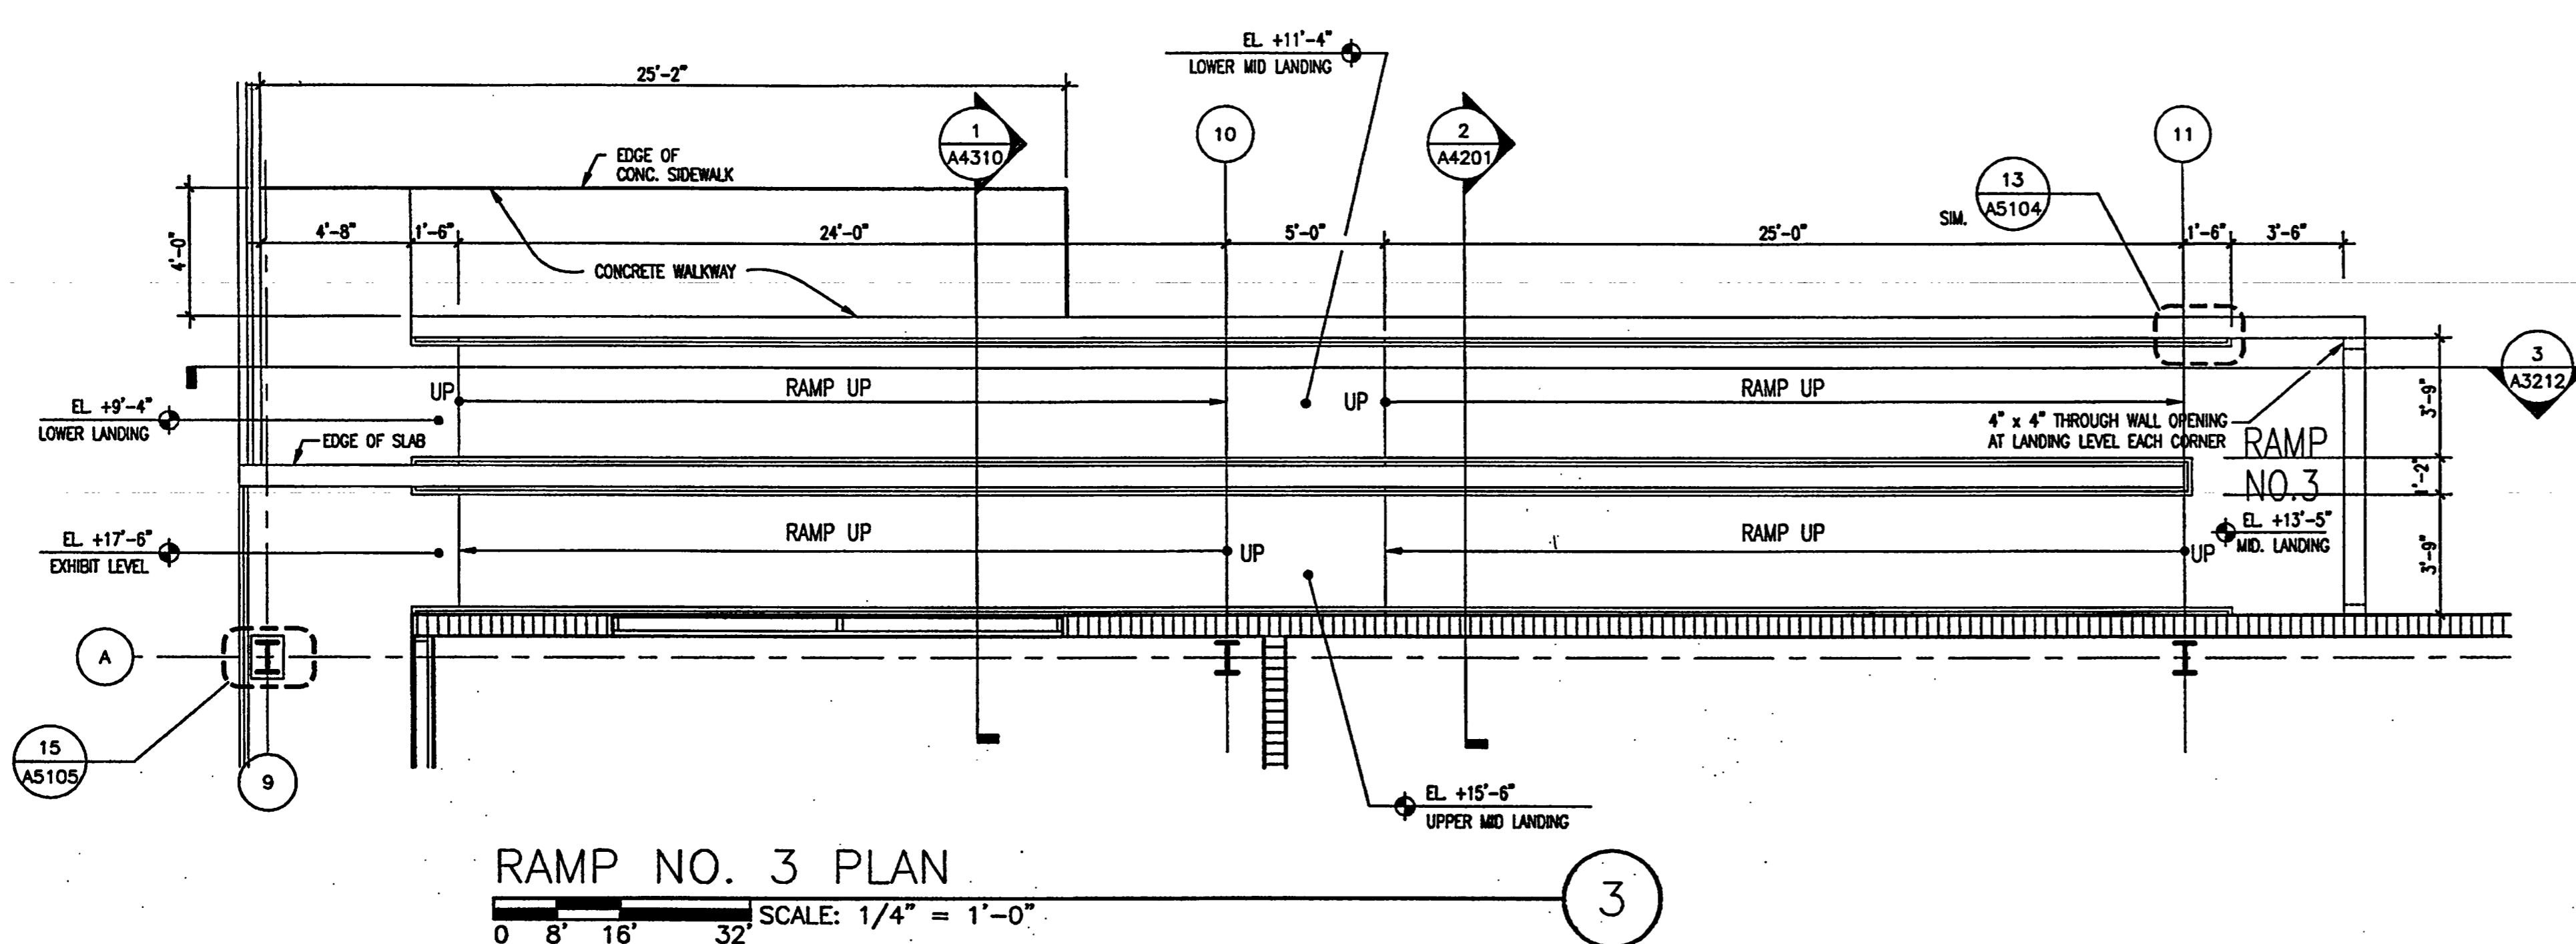 EL. +11'-4"
LOWER MID LANDING
25'-2"
1
A4310
10
2
A4201
11
EDGE OF
CONC. SIDEWALK
13
A5104
SIM.
4'-0"
4'-8"
1'-6"
24'-0"
5'-0"
25'-0"
1'-6"
3'-6"
CONCRETE WALKWAY
3
A3212
UP
RAMP UP
UP
RAMP UP
EL. +9'-4"
LOWER LANDING
3'-9"
4" x 4" THROUGH WALL OPENING
AT LANDING LEVEL EACH CORNER
EDGE OF SLAB
RAMP
NO.3
1'-2"
EL. +17'-6"
EXHIBIT LEVEL
RAMP UP
UP
RAMP UP
UP
EL. +13'-5"
MID. LANDING
3'-9"
A
15
A5105
9
EL. +15'-6"
UPPER MID LANDING
RAMP NO. 3 PLAN
3
SCALE: 1/4" = 1'-0"
0 8' 16' 32'